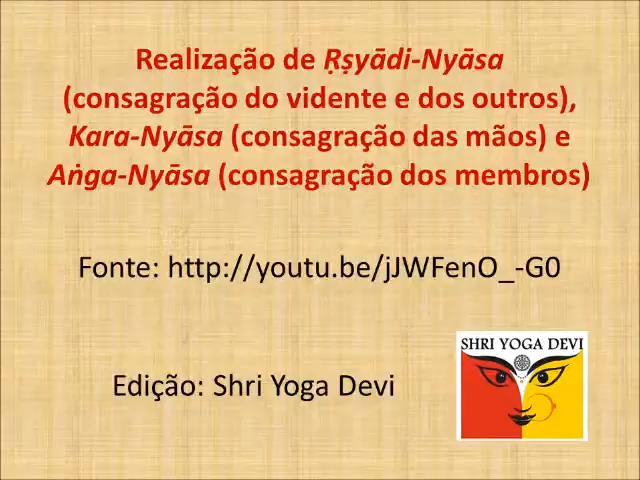 Realização de Ṛṣyādi-Nyāsa
(consagração do vidente e dos outros),
Kara-Nyāsa (consagração das mãos) e
Aṅga-Nyāsa (consagração dos membros)
Fonte: http://youtu.be/jJWFenO_-G0
SHRI YOGA DEVI
Edição: Shri Yoga Devi